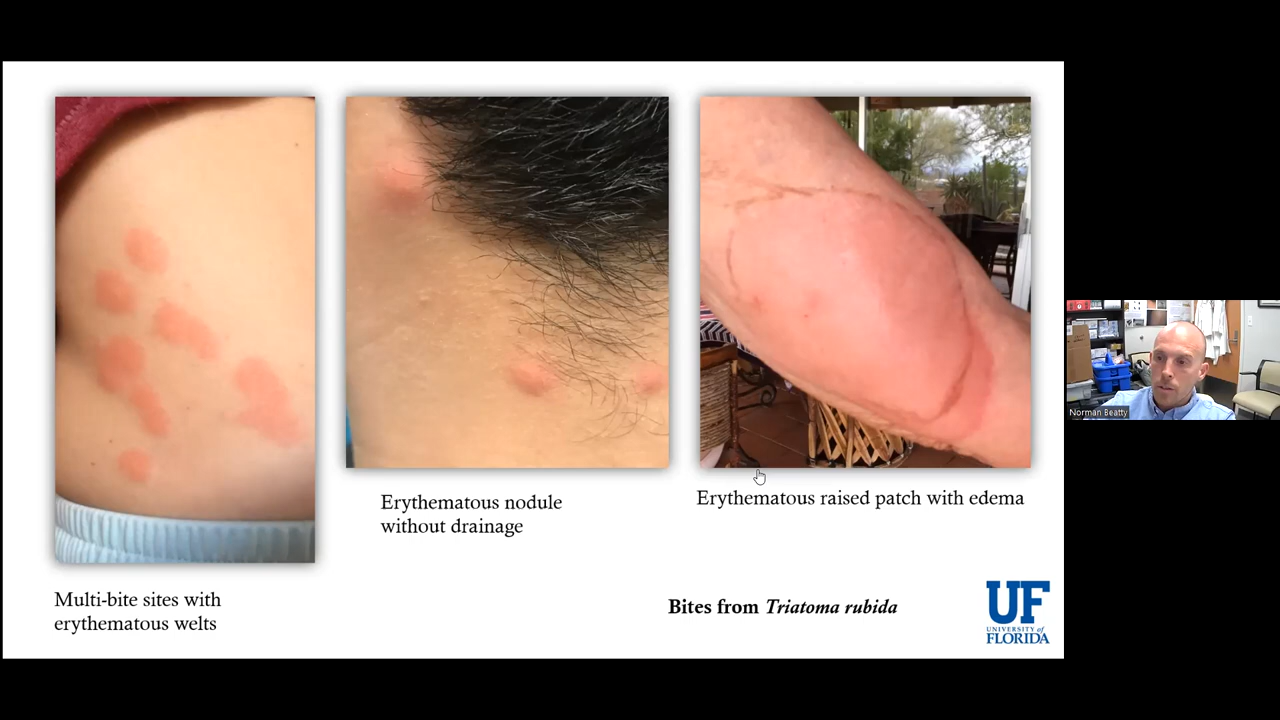 Multi-bite sites with
erythematous welts
Erythematous nodule
without drainage
Erythematous raised patch with edema
Bites from Triatoma rubida
UF
UNIVERSITY of
FLORIDA
Norman Beatty